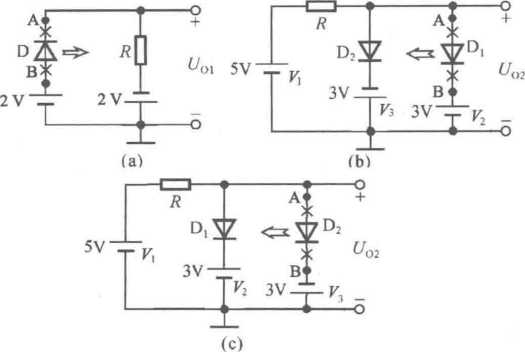 A
D
B
R
2 V
2 V
+
U_O1
−
(a)
R
A
D₂
D₁
5V
V₁
3V
V₃
B
3V
V₂
+
U_O2
−
(b)
R
A
D₁
D₂
5V
V₁
3V
V₂
B
3V
V₃
+
U_O2
−
(c)